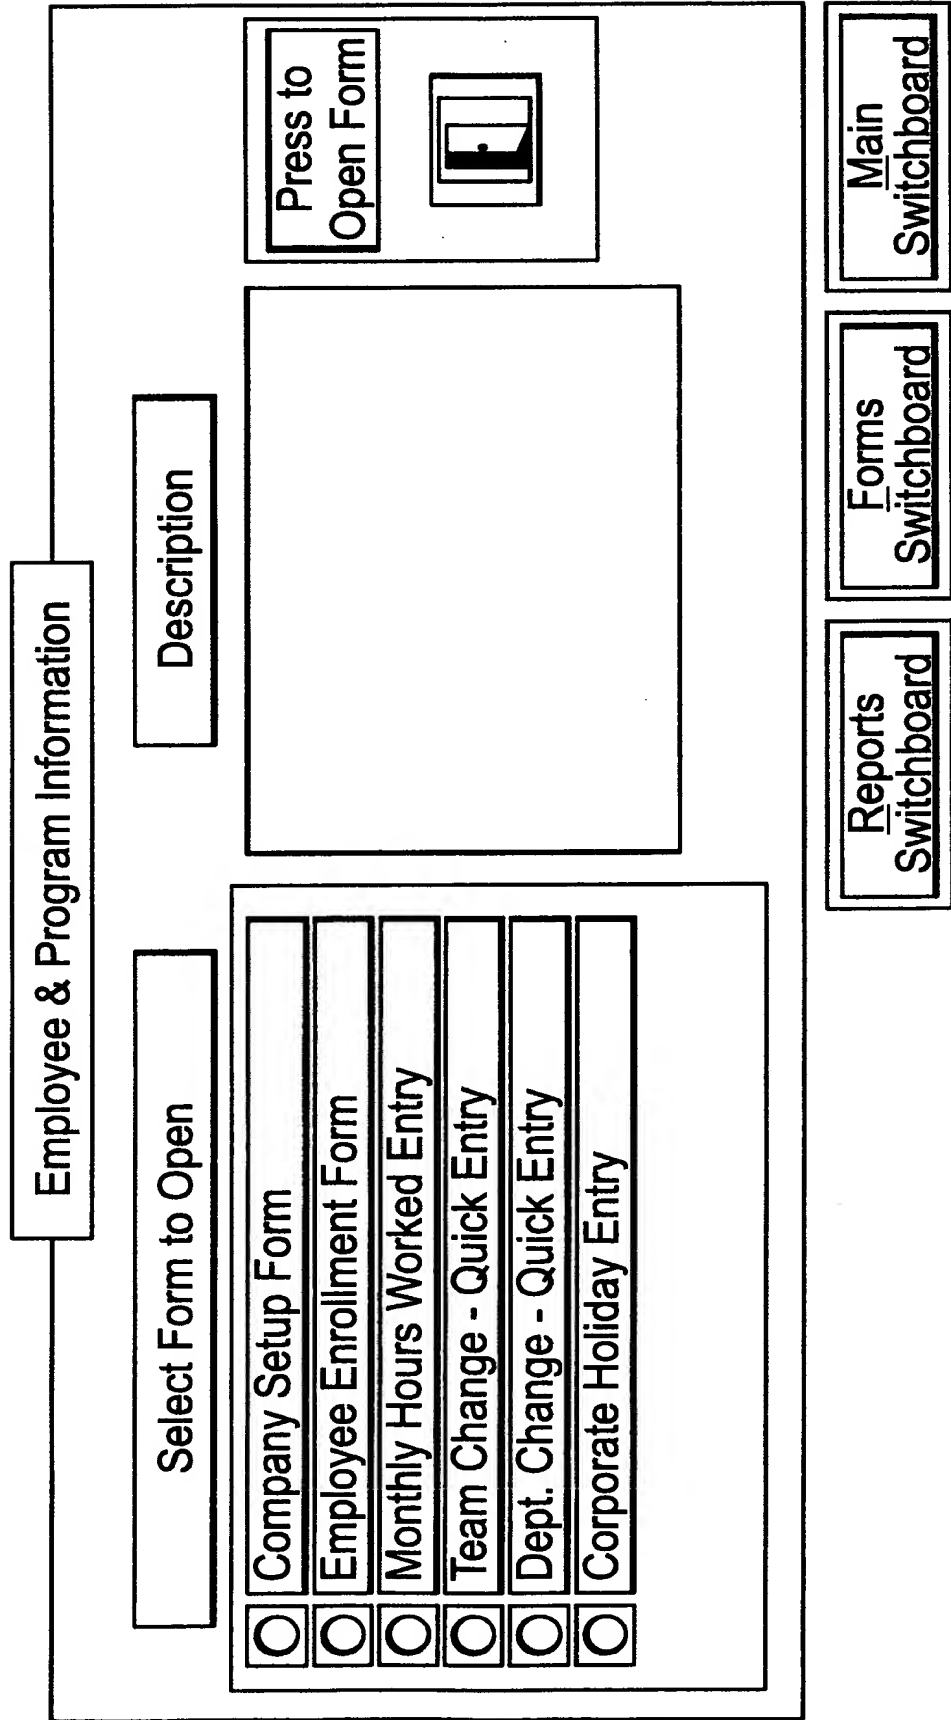 Employee & Program Information
Select Form to Open
Company Setup Form
Employee Enrollment Form
Monthly Hours Worked Entry
Team Change - Quick Entry
Dept. Change - Quick Entry
Corporate Holiday Entry
Description
Press to
Open Form
Reports
Switchboard
Forms
Switchboard
Main
Switchboard